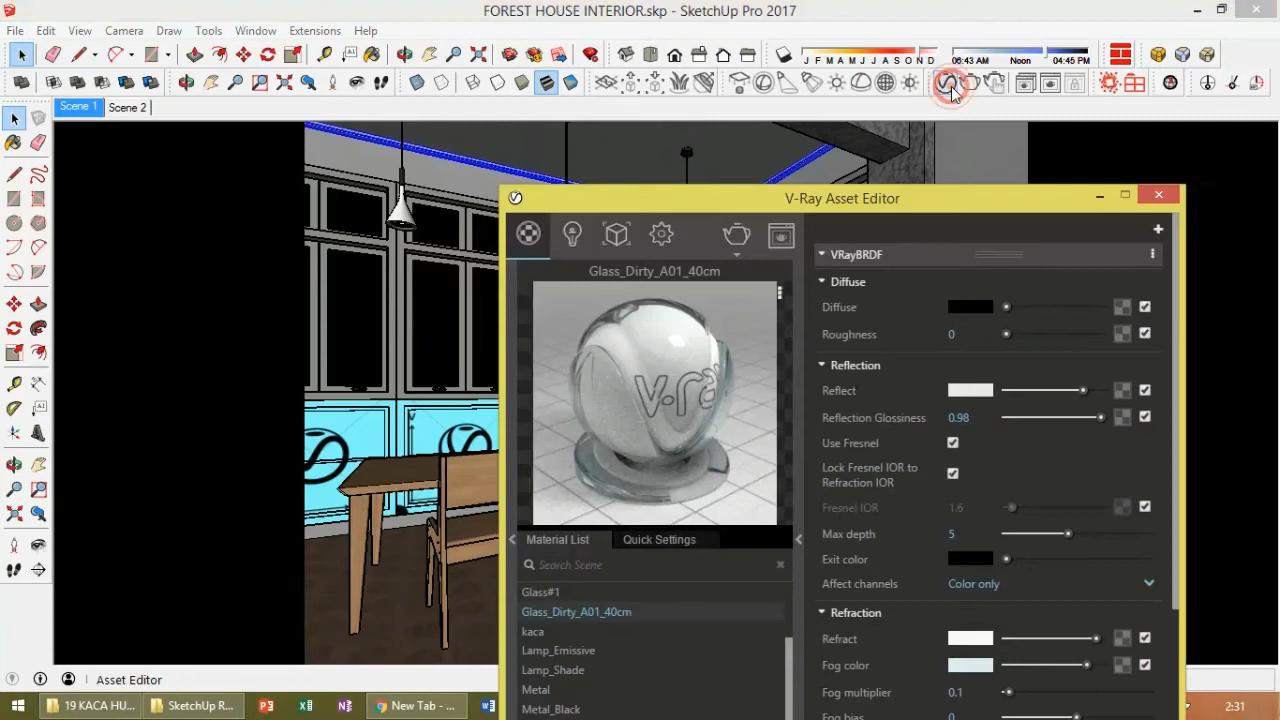 FOREST HOUSE INTERIOR.skp - SketchUp Pro 2017
File Edit View Camera Draw Tools Window Extensions Help
J F M A M J J A S O N D 06:43 AM Noon 04:45 PM
Scene 1 Scene 2
V-Ray Asset Editor
Glass_Dirty_A01_40cm
v-ra
Material List Quick Settings
Search Scene
Glass#1
Glass_Dirty_A01_40cm
kaca
Lamp_Emissive
Lamp_Shade
Metal
Metal_Black
VRayBRDF
Diffuse
Diffuse
Roughness 0
Reflection
Reflect
Reflection Glossiness 0.98
Use Fresnel
Lock Fresnel IOR to
Refraction IOR
Fresnel IOR 1.6
Max depth 5
Exit color
Affect channels Color only
Refraction
Refract
Fog color
Fog multiplier 0.1
Fog bias 0
Asset Editor
19 KACA HU... SketchUp R... New Tab - ... 2:31